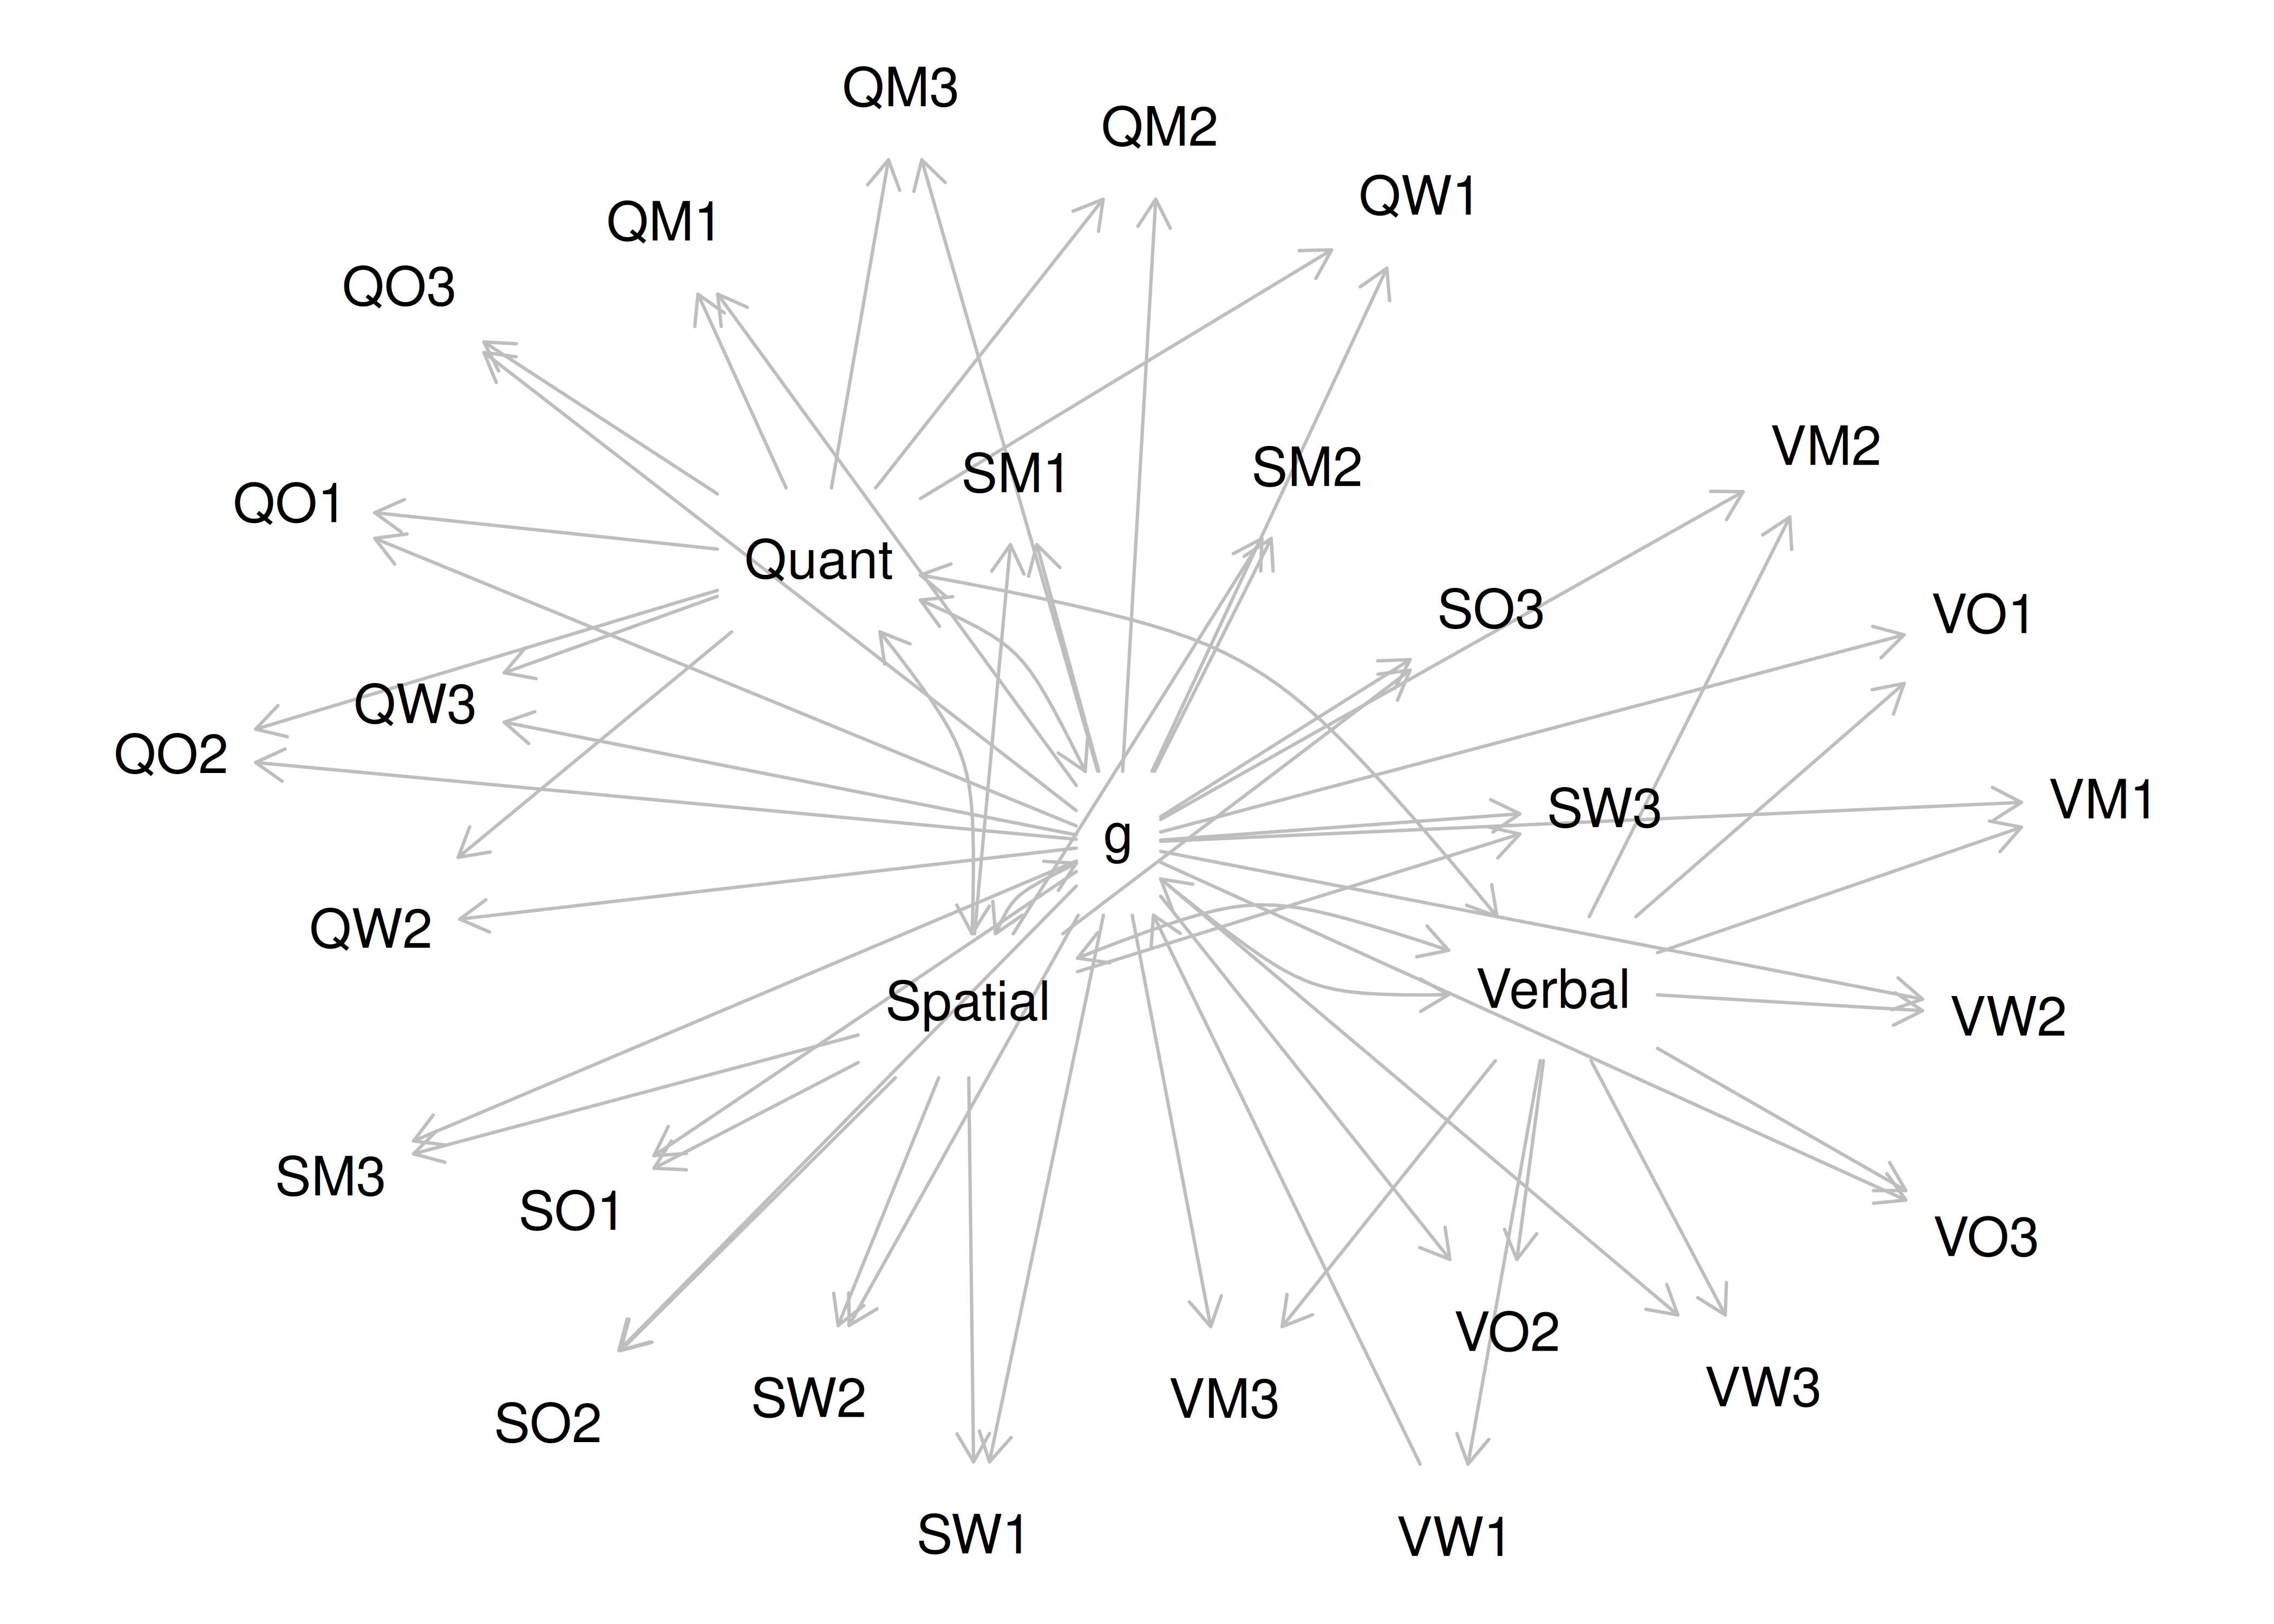 QM3
QM2
QW1
QM1
QO3
VM2
SM2
SM1
QO1
Quant
SO3
VO1
QW3
QO2
VM1
SW3
g
QW2
Verbal
Spatial
VW2
SM3
SO1
VO3
VO2
VW3
SW2
VM3
SO2
SW1
VW1